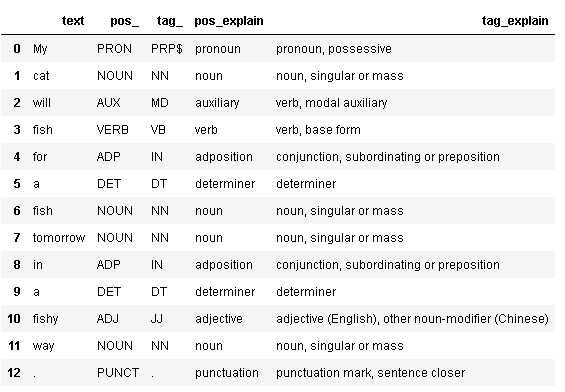 text pos_ tag_ pos_explain tag_explain
0 My PRON PRP$ pronoun pronoun, possessive
1 cat NOUN NN noun noun, singular or mass
2 will AUX MD auxiliary verb, modal auxiliary
3 fish VERB VB verb verb, base form
4 for ADP IN adposition conjunction, subordinating or preposition
5 a DET DT determiner determiner
6 fish NOUN NN noun noun, singular or mass
7 tomorrow NOUN NN noun noun, singular or mass
8 in ADP IN adposition conjunction, subordinating or preposition
9 a DET DT determiner determiner
10 fishy ADJ JJ adjective adjective (English), other noun-modifier (Chinese)
11 way NOUN NN noun noun, singular or mass
12 . PUNCT . punctuation punctuation mark, sentence closer